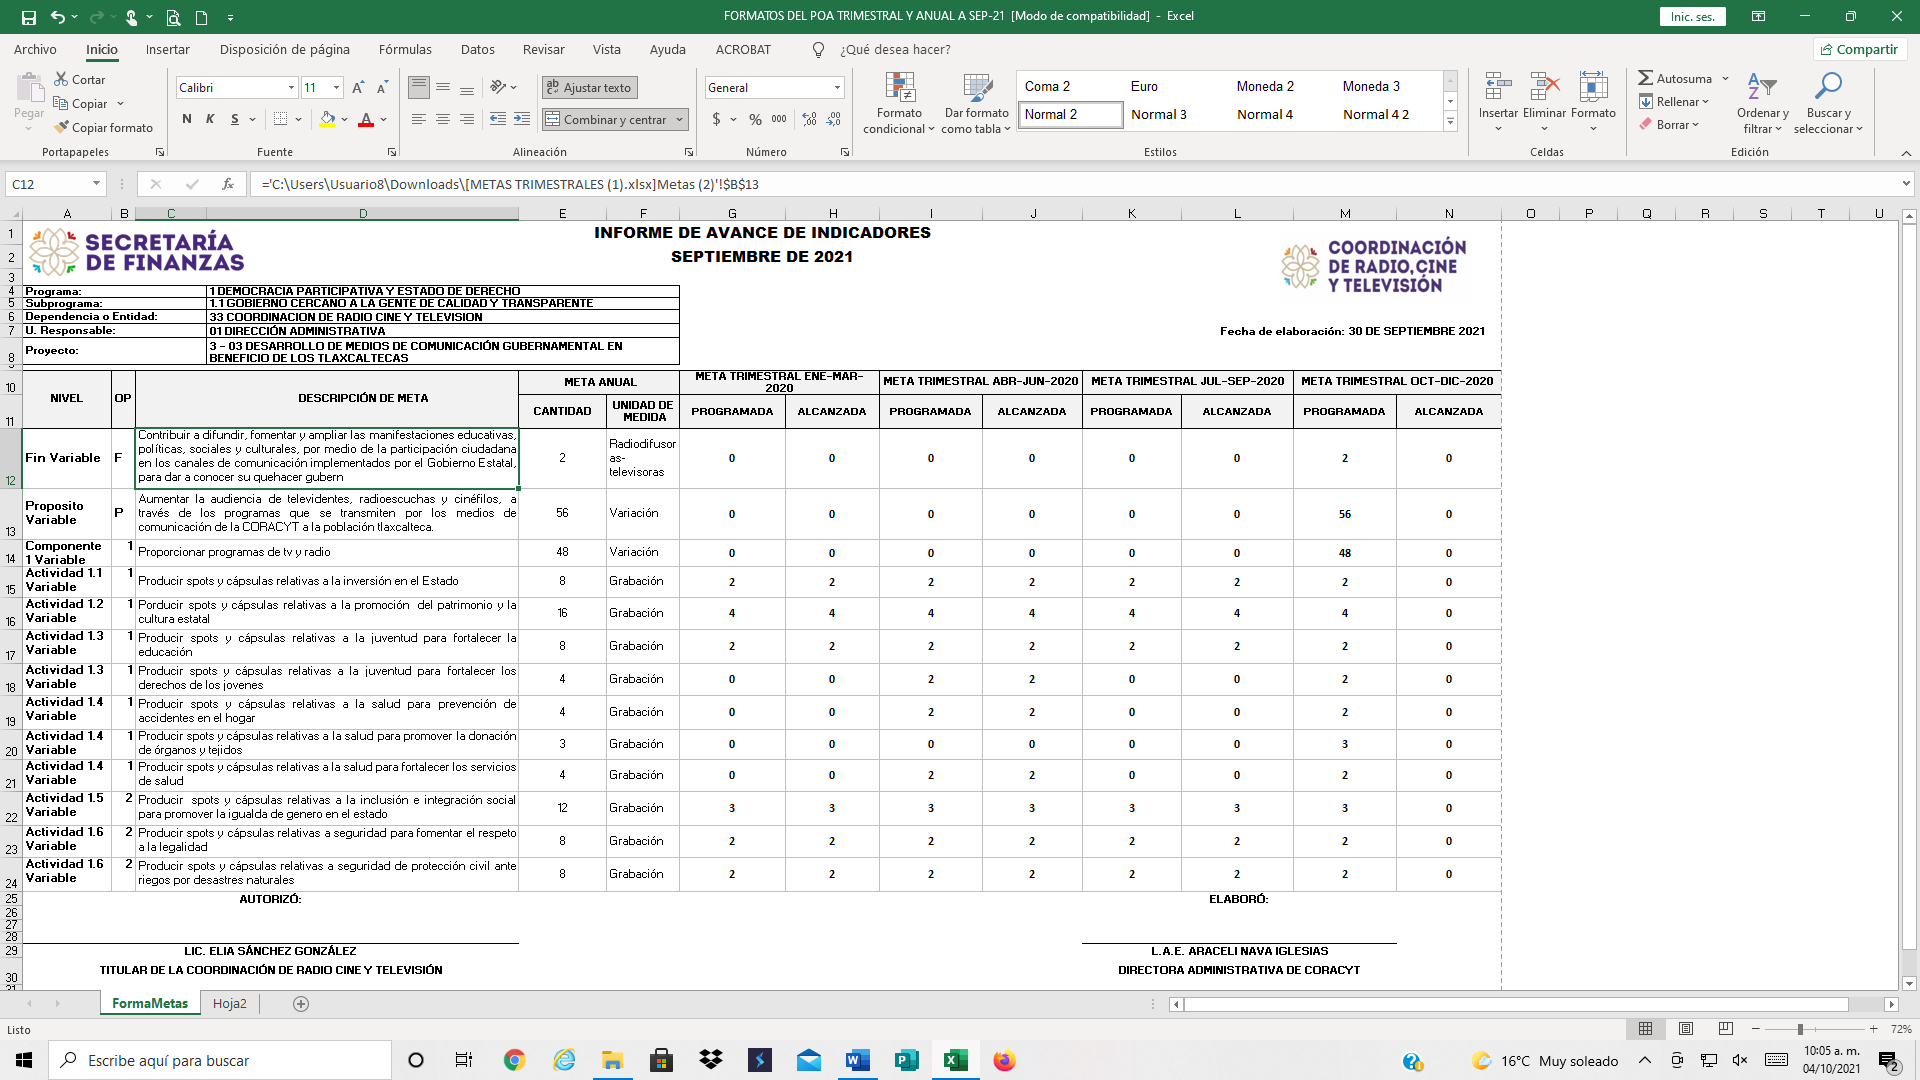 FORMATOS DEL POA TRIMESTRAL Y ANUAL A SEP-21 [Modo de compatibilidad] - Excel
Inic. ses.
Archivo Inicio Insertar Disposición de página Fórmulas Datos Revisar Vista Ayuda ACROBAT ¿Qué desea hacer? Compartir
Pegar
Cortar
Copiar
Copiar formato
Portapapeles
Calibri 11
N K S
Fuente
Ajustar texto
Combinar y centrar
Alineación
General
$ % 000
Número
Formato condicional
Dar formato como tabla
Coma 2 Euro Moneda 2 Moneda 3
Normal 2 Normal 3 Normal 4 Normal 4 2
Estilos
Insertar Eliminar Formato
Celdas
Autosuma
Rellenar
Borrar
Ordenar y filtrar
Buscar y seleccionar
Edición
C12
='C:\Users\Usuario8\Downloads\[METAS TRIMESTRALES (1).xlsx]Metas (2)'!$B$13
A B C D E F G H I J K L M N O P Q R S T U
SECRETARÍA DE FINANZAS
INFORME DE AVANCE DE INDICADORES
SEPTIEMBRE DE 2021
COORDINACIÓN
DE RADIO, CINE
Y TELEVISIÓN
Programa: 1 DEMOCRACIA PARTICIPATIVA Y ESTADO DE DERECHO
Subprograma: 1.1 GOBIERNO CERCANO A LA GENTE DE CALIDAD Y TRANSPARENTE
Dependencia o Entidad: 33 COORDINACION DE RADIO CINE Y TELEVISION
U. Responsable: 01 DIRECCIÓN ADMINISTRATIVA
Fecha de elaboración: 30 DE SEPTIEMBRE 2021
Proyecto: 3 - 03 DESARROLLO DE MEDIOS DE COMUNICACIÓN GUBERNAMENTAL EN
BENEFICIO DE LOS TLAXCALTECAS
NIVEL OP DESCRIPCIÓN DE META META ANUAL META TRIMESTRAL ENE-MAR-2020 META TRIMESTRAL ABR-JUN-2020 META TRIMESTRAL JUL-SEP-2020 META TRIMESTRAL OCT-DIC-2020
CANTIDAD UNIDAD DE MEDIDA PROGRAMADA ALCANZADA PROGRAMADA ALCANZADA PROGRAMADA ALCANZADA PROGRAMADA ALCANZADA
12 Fin Variable F Contribuir a difundir, fomentar y ampliar las manifestaciones educativas, políticas, sociales y culturales, por medio de la participación ciudadana en los canales de comunicación implementados por el Gobierno Estatal, para dar a conocer su quehacer gubern 2 Radiodifusoras-televisoras 0 0 0 0 0 0 2 0
13 Proposito Variable P Aumentar la audiencia de televidentes, radioescuchas y cinéfilos, a través de los programas que se transmiten por los medios de comunicación de la CORACYT a la población tlaxcalteca. 56 Variación 0 0 0 0 0 0 56 0
14 Componente 1 Variable 1 Proporcionar programas de tv y radio 48 Variación 0 0 0 0 0 0 48 0
15 Actividad 1.1 Variable 1 Producir spots y cápsulas relativas a la inversión en el Estado 8 Grabación 2 2 2 2 2 2 2 0
16 Actividad 1.2 Variable 1 Porducir spots y cápsulas relativas a la promoción del patrimonio y la cultura estatal 16 Grabación 4 4 4 4 4 4 4 0
17 Actividad 1.3 Variable 1 Producir spots y cápsulas relativas a la juventud para fortalecer la educación 8 Grabación 2 2 2 2 2 2 2 0
18 Actividad 1.3 Variable 1 Producir spots y cápsulas relativas a la juventud para fortalecer los derechos de los jovenes 4 Grabación 0 0 2 2 0 0 2 0
19 Actividad 1.4 Variable 1 Producir spots y cápsulas relativas a la salud para prevención de accidentes en el hogar 4 Grabación 0 0 2 2 0 0 2 0
20 Actividad 1.4 Variable 1 Producir spots y cápsulas relativas a la salud para promover la donación de órganos y tejidos 3 Grabación 0 0 0 0 0 0 3 0
21 Actividad 1.4 Variable 1 Producir spots y cápsulas relativas a la salud para fortalecer los servicios de salud 4 Grabación 0 0 2 2 0 0 2 0
22 Actividad 1.5 Variable 2 Producir spots y cápsulas relativas a la inclusión e integración social para promover la igualda de genero en el estado 12 Grabación 3 3 3 3 3 3 3 0
23 Actividad 1.6 Variable 2 Producir spots y cápsulas relativas a seguridad para fomentar el respeto a la legalidad 8 Grabación 2 2 2 2 2 2 2 0
24 Actividad 1.6 Variable 2 Producir spots y cápsulas relativas a seguridad de protección civil ante riegos por desastres naturales 8 Grabación 2 2 2 2 2 2 2 0
AUTORIZÓ: ELABORÓ:
LIC. ELIA SÁNCHEZ GONZÁLEZ L.A.E. ARACELI NAVA IGLESIAS
TITULAR DE LA COORDINACIÓN DE RADIO CINE Y TELEVISIÓN DIRECTORA ADMINISTRATIVA DE CORACYT
FormaMetas Hoja2
Listo 72%
Escribe aquí para buscar
16°C Muy soleado
10:05 a. m.
04/10/2021
2